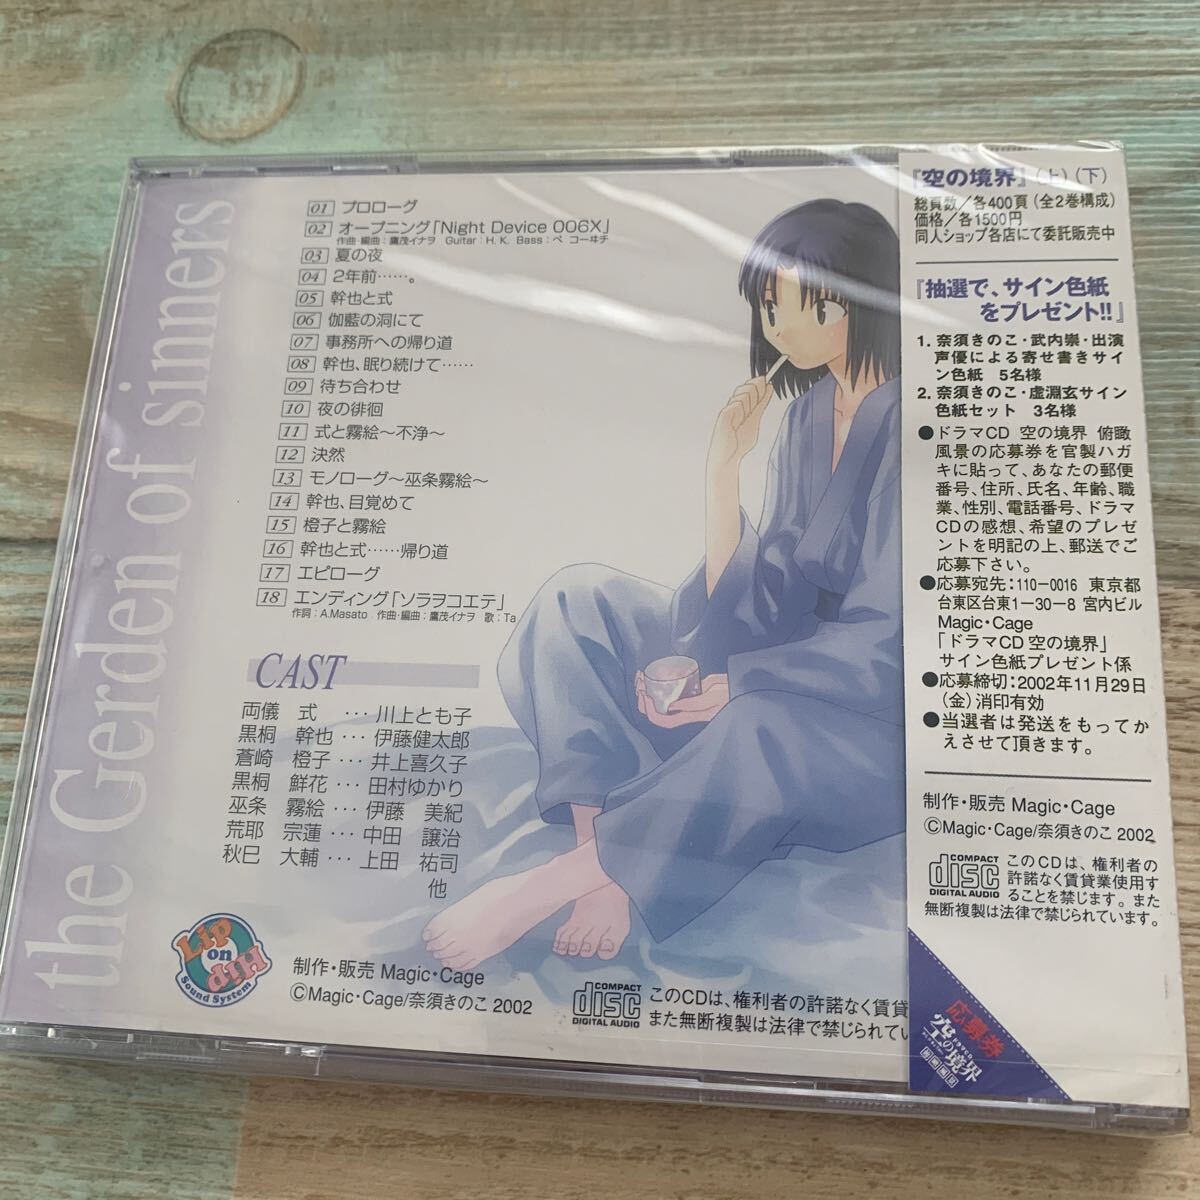 the Gerden of sinners
01 プロローグ
02 オープニング「Night Device 006X」
作曲・編曲：鷹茂イナヲ Guitar：H. K. Bass：ペ コーヰチ
03 夏の夜
04 2年前……。
05 幹也と式
06 伽藍の洞にて
07 事務所への帰り道
08 幹也、眠り続けて……
09 待ち合わせ
10 夜の徘徊
11 式と霧絵～不浄～
12 決然
13 モノローグ～巫条霧絵～
14 幹也、目覚めて
15 橙子と霧絵
16 幹也と式……帰り道
17 エピローグ
18 エンディング「ソラヲコエテ」
作詞：A.Masato 作曲・編曲：鷹茂イナヲ 歌：Ta
CAST
両儀 式 ･･･ 川上とも子
黒桐 幹也 ･･･ 伊藤健太郎
蒼崎 橙子 ･･･ 井上喜久子
黒桐 鮮花 ･･･ 田村ゆかり
巫条 霧絵 ･･･ 伊藤 美紀
荒耶 宗蓮 ･･･ 中田 譲治
秋巳 大輔 ･･･ 上田 祐司
他
Lip
on
Hip
Sound System
制作・販売 Magic・Cage
©Magic・Cage/奈須きのこ 2002
COMPACT
disc
DIGITAL AUDIO
このCDは、権利者の許諾なく賃貸
また無断複製は法律で禁じられてい
『空の境界』（上）（下）
総頁数／各400頁（全2巻構成）
価格／各1500円
同人ショップ各店にて委託販売中
『抽選で、サイン色紙
をプレゼント!!』
1. 奈須きのこ・武内崇・出演
声優による寄せ書きサイ
ン色紙 5名様
2. 奈須きのこ・虚淵玄サイン
色紙セット 3名様
●ドラマCD 空の境界 俯瞰
風景の応募券を官製ハガ
キに貼って、あなたの郵便
番号、住所、氏名、年齢、職
業、性別、電話番号、ドラマ
CDの感想、希望のプレゼ
ントを明記の上、郵送でご
応募下さい。
●応募宛先：110-0016 東京都
台東区台東1-30-8 宮内ビル
Magic・Cage
「ドラマCD 空の境界」
サイン色紙プレゼント係
●応募締切：2002年11月29日
（金）消印有効
●当選者は発送をもってか
えさせて頂きます。
制作・販売 Magic・Cage
©Magic・Cage/奈須きのこ 2002
COMPACT
disc
DIGITAL AUDIO
このCDは、権利者の
許諾なく賃貸業使用す
ることを禁じます。また
無断複製は法律で禁じられています。
応募券
ドラマCD
空の境界